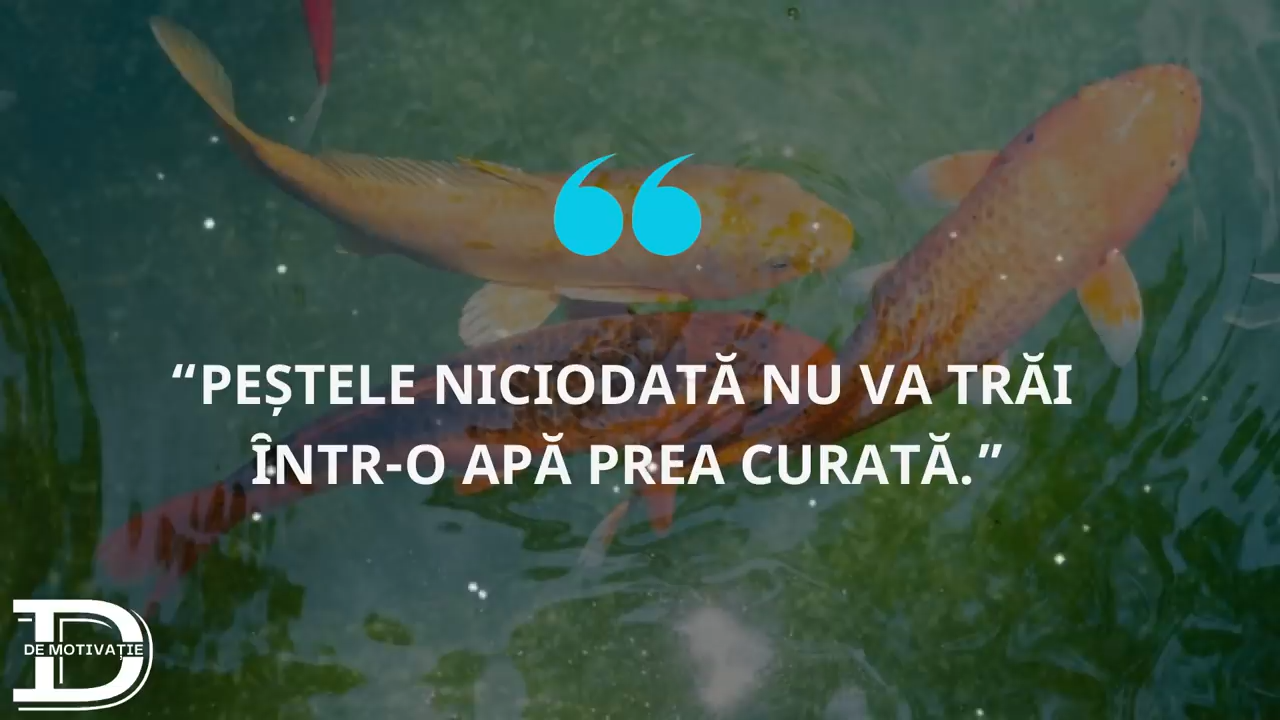 “PEȘTELE NICIODATĂ NU VA TRĂI
ÎNTR-O APĂ PREA CURATĂ.”
D
DE MOTIVAȚIE